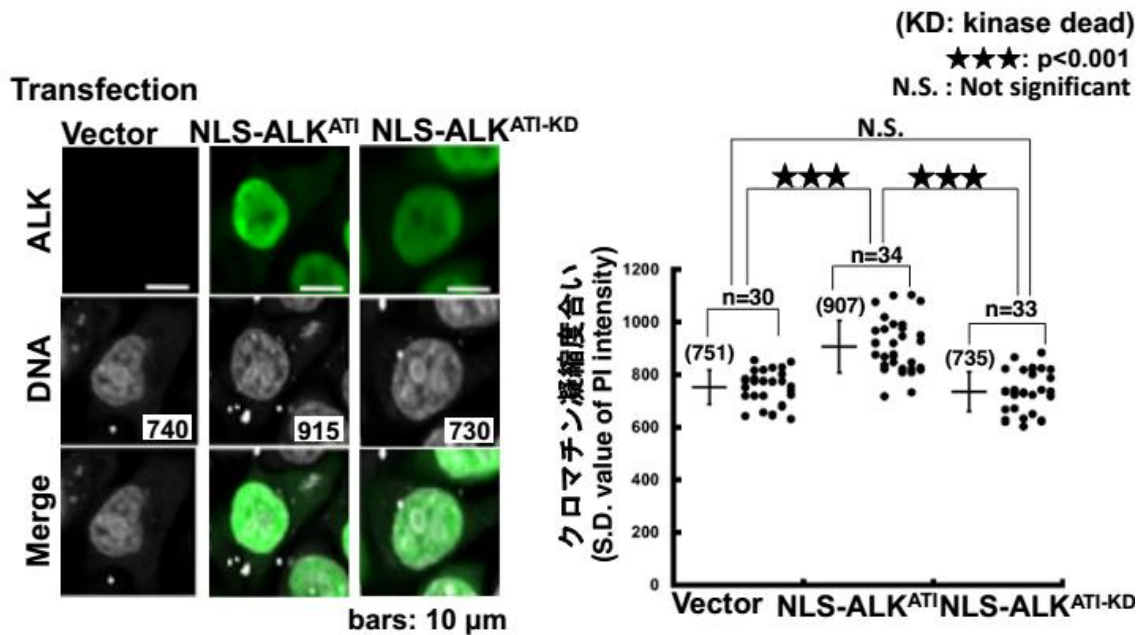 (KD: kinase dead)
★★★: p<0.001
N.S. : Not significant
Transfection
Vector NLS-ALKATI NLS-ALKATI-KD
ALK
DNA
740 915 730
Merge
bars: 10 μm
N.S.
★★★ ★★★
n=34
n=30
n=33
(907)
(751)
(735)
クロマチン凝縮度合い
(S.D. value of PI intensity)
1200
1000
800
600
400
200
0
Vector NLS-ALKATI NLS-ALKATI-KD